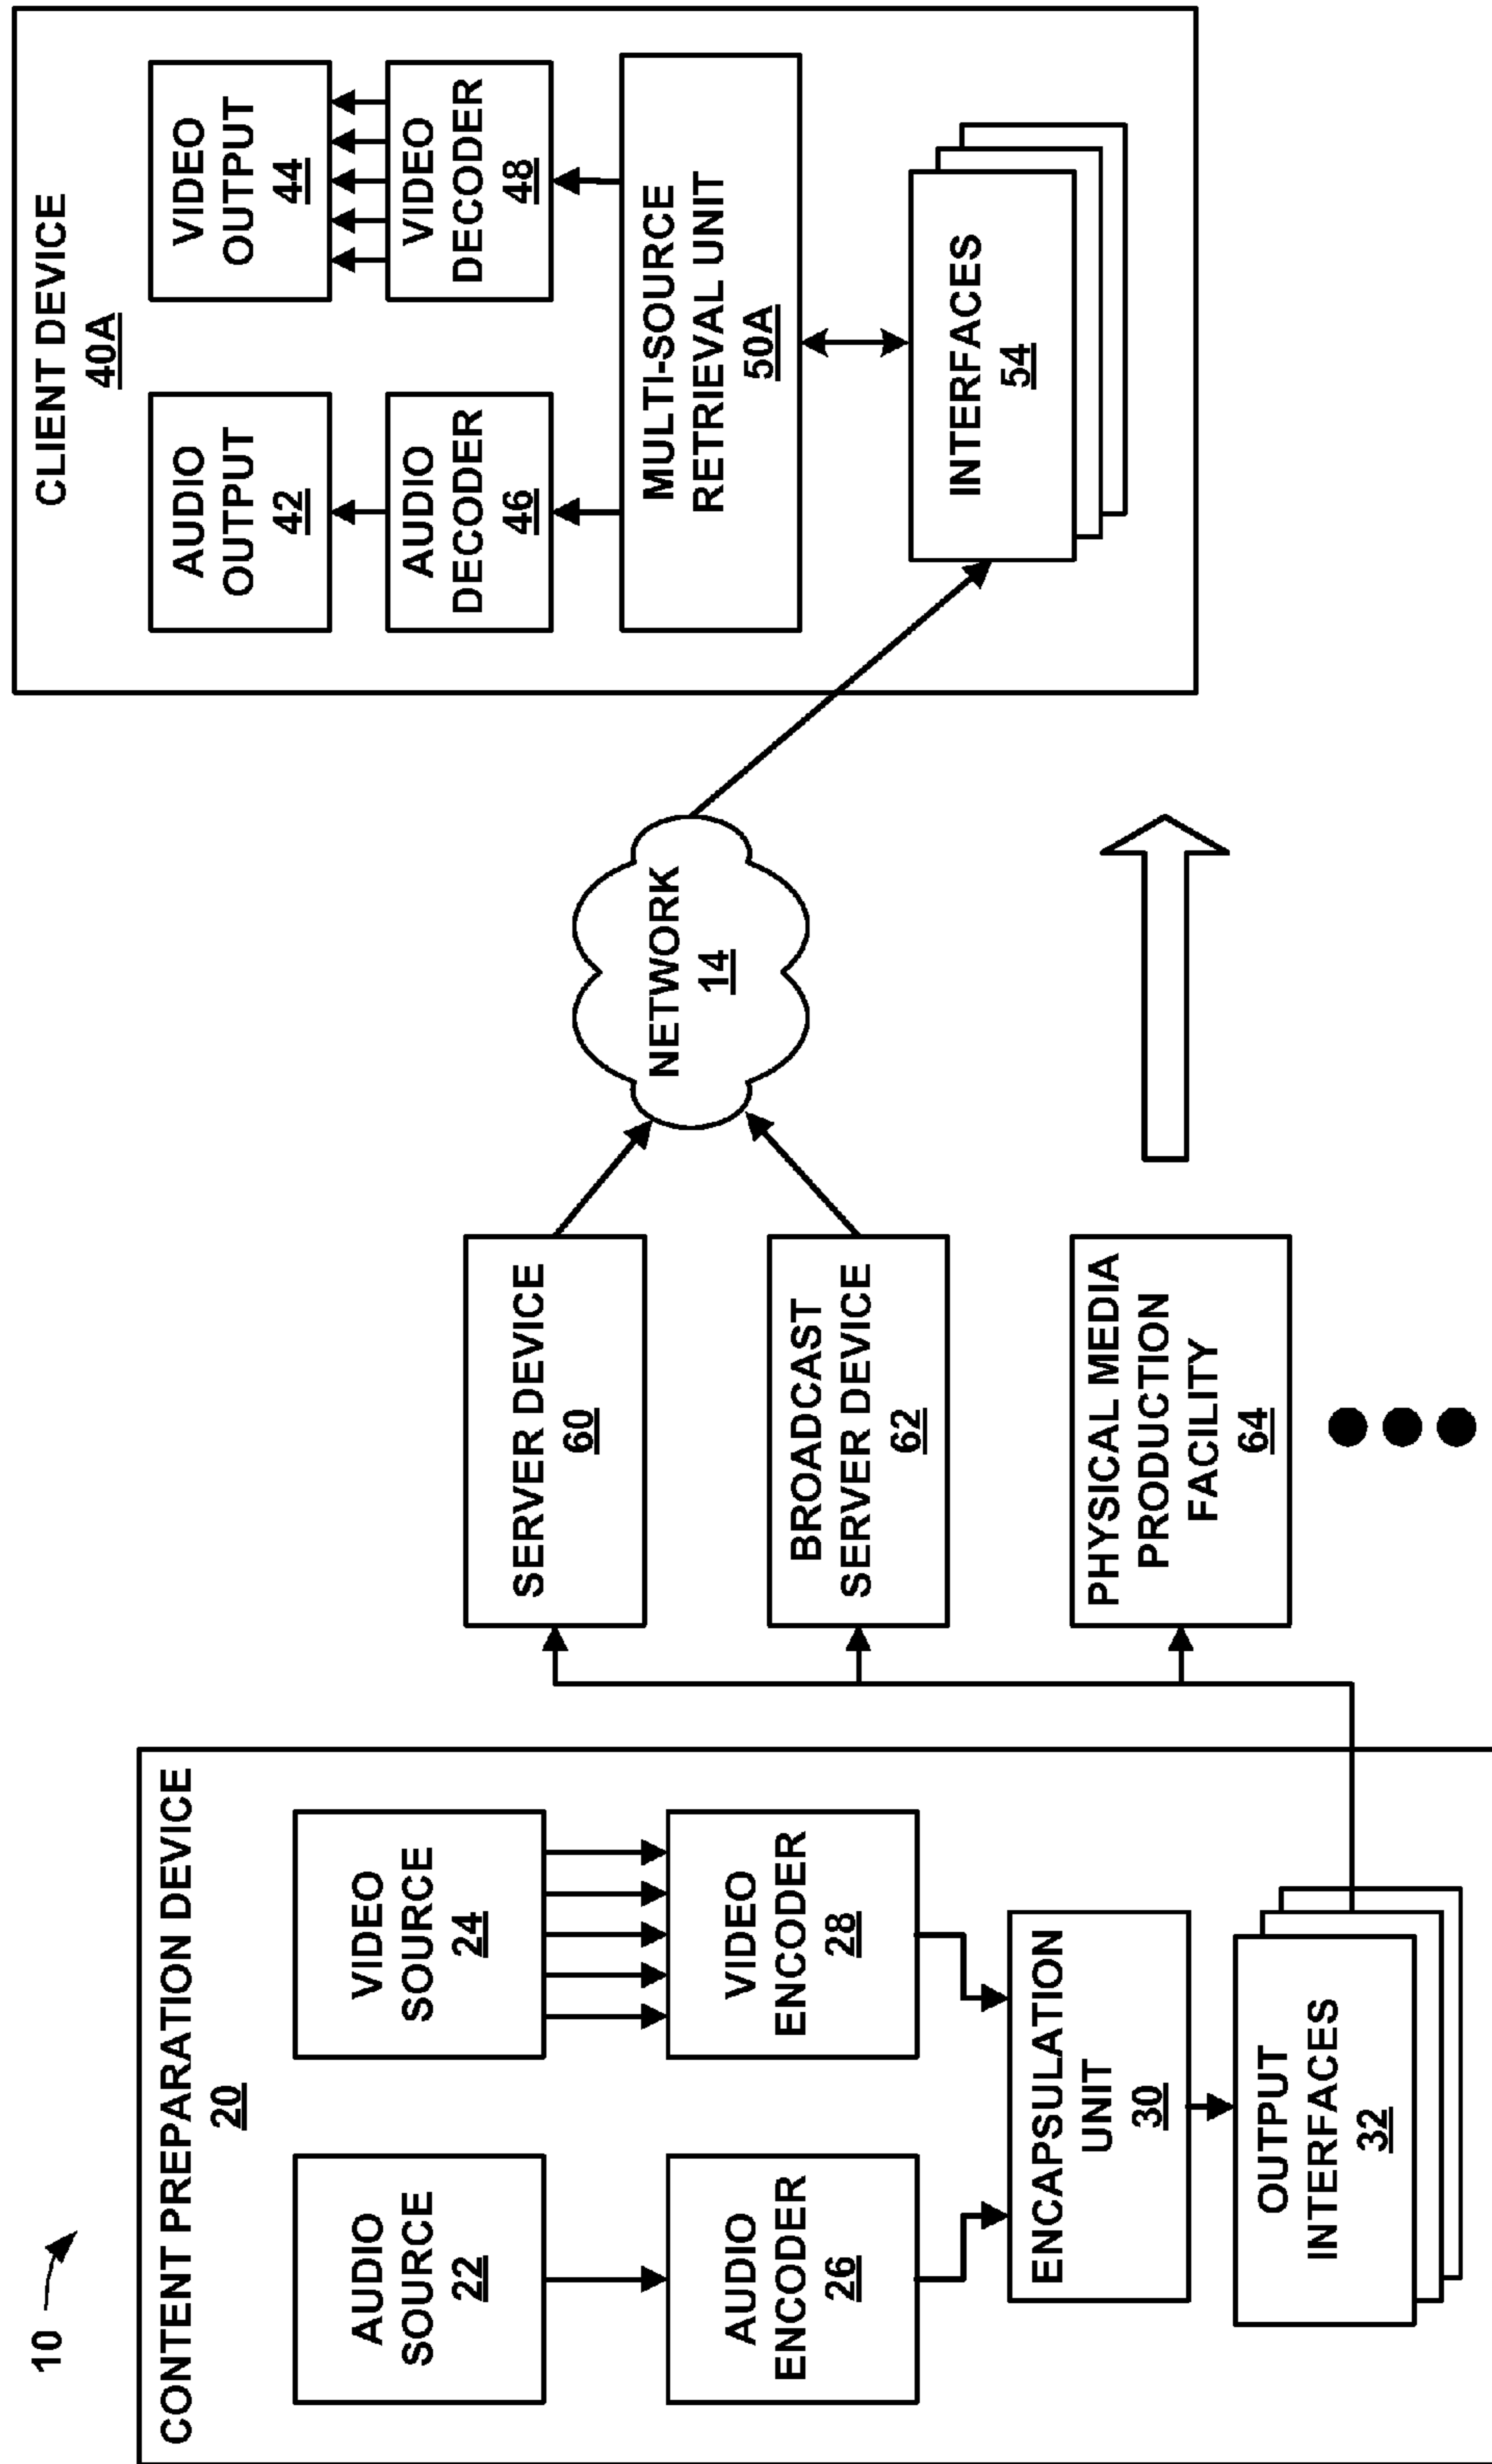 10
CONTENT PREPARATION DEVICE
20
AUDIO
SOURCE
22
VIDEO
SOURCE
24
AUDIO
ENCODER
26
VIDEO
ENCODER
28
ENCAPSULATION
UNIT
30
OUTPUT
INTERFACES
32
SERVER DEVICE
60
BROADCAST
SERVER DEVICE
62
PHYSICAL MEDIA
PRODUCTION
FACILITY
64
NETWORK
14
CLIENT DEVICE
40A
AUDIO
OUTPUT
42
VIDEO
OUTPUT
44
AUDIO
DECODER
46
VIDEO
DECODER
48
MULTI-SOURCE
RETRIEVAL UNIT
50A
INTERFACES
54